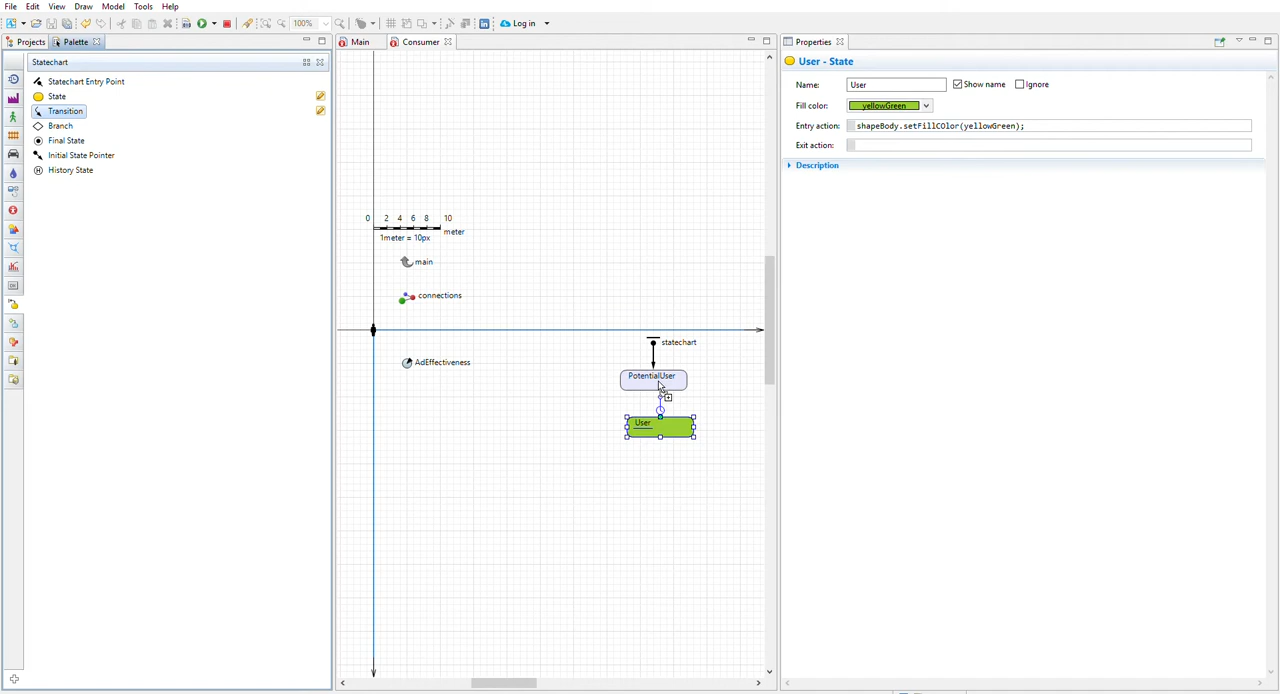 File Edit View Draw Model Tools Help
100% Log in
Projects Palette Main Consumer Properties
Statechart
Statechart Entry Point
State
Transition
Branch
Final State
Initial State Pointer
History State
0 2 4 6 8 10
meter
1meter = 10px
main
connections
AdEffectiveness
statechart
PotentialUser
User
User - State
Name: User Show name Ignore
Fill color: yellowGreen
Entry action: shapeBody.setFillCOlor(yellowGreen);
Exit action:
Description